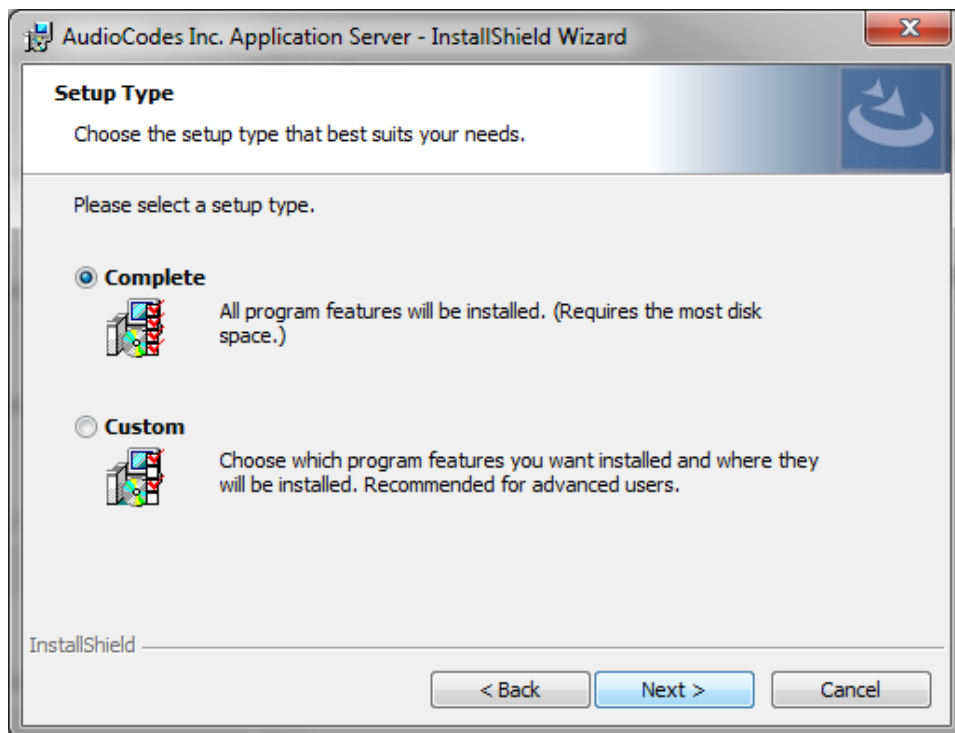 AudioCodes Inc. Application Server - InstallShield Wizard
Setup Type
Choose the setup type that best suits your needs.
Please select a setup type.
Complete
All program features will be installed. (Requires the most disk
space.)
Custom
Choose which program features you want installed and where they
will be installed. Recommended for advanced users.
InstallShield
< Back
Next >
Cancel